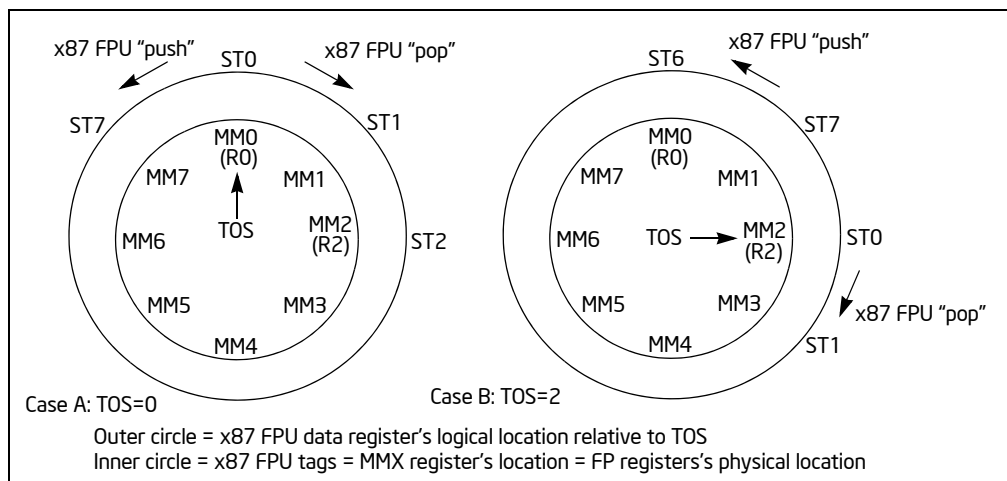 x87 FPU “push”
x87 FPU “pop”
ST0
ST7
ST1
MM0
(R0)
MM7
MM1
TOS
MM2
(R2)
MM6
ST2
MM5
MM3
MM4
Case A: TOS=0
x87 FPU “push”
ST6
ST7
MM0
(R0)
MM7
MM1
TOS
MM2
(R2)
MM6
ST0
MM5
MM3
x87 FPU “pop”
MM4
ST1
Case B: TOS=2
Outer circle = x87 FPU data register’s logical location relative to TOS
Inner circle = x87 FPU tags = MMX register’s location = FP registers’s physical location